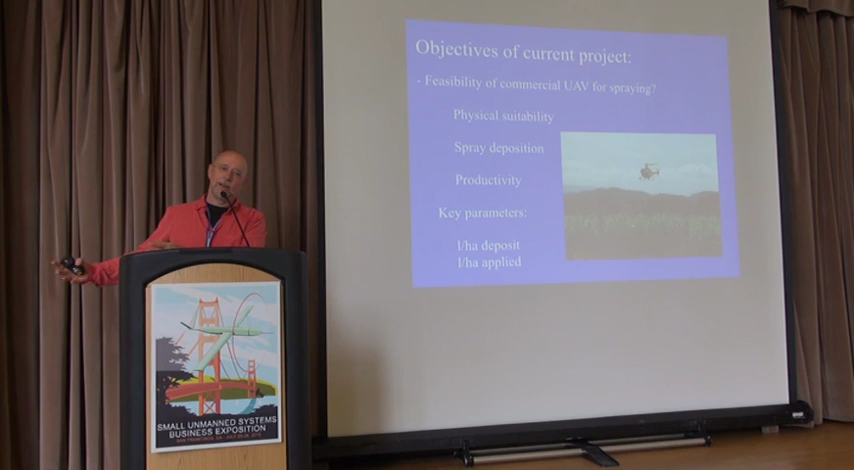 Objectives of current project:
- Feasibility of commercial UAV for spraying?
Physical suitability
Spray deposition
Productivity
Key parameters:
l/ha deposit
l/ha applied
SMALL UNMANNED SYSTEMS
BUSINESS EXPOSITION